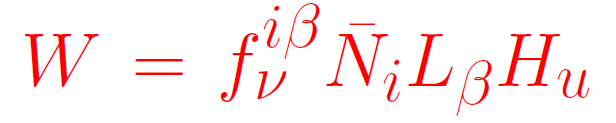 W = f_ν^{iβ} N̄_i L_β H_u